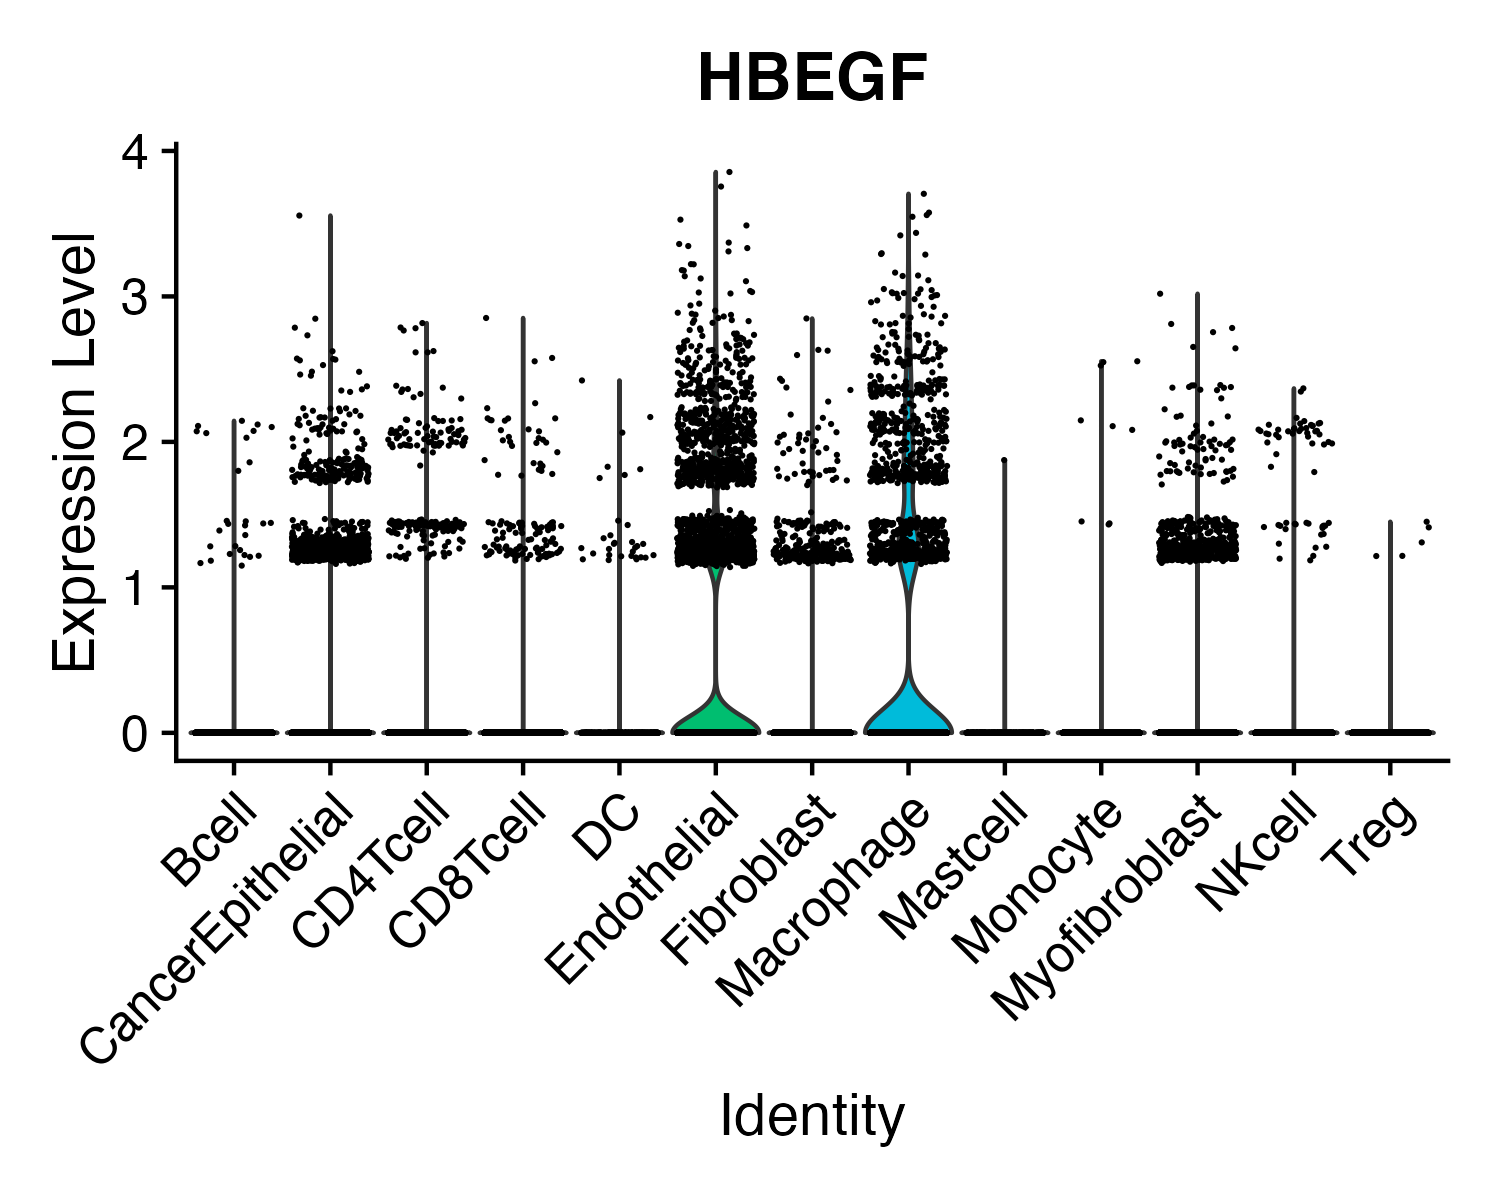 HBEGF
Expression Level
4
3
2
1
0
Bcell
CancerEpithelial
CD4Tcell
CD8Tcell
DC
Endothelial
Fibroblast
Macrophage
Mastcell
Monocyte
Myofibroblast
NKcell
Treg
Identity